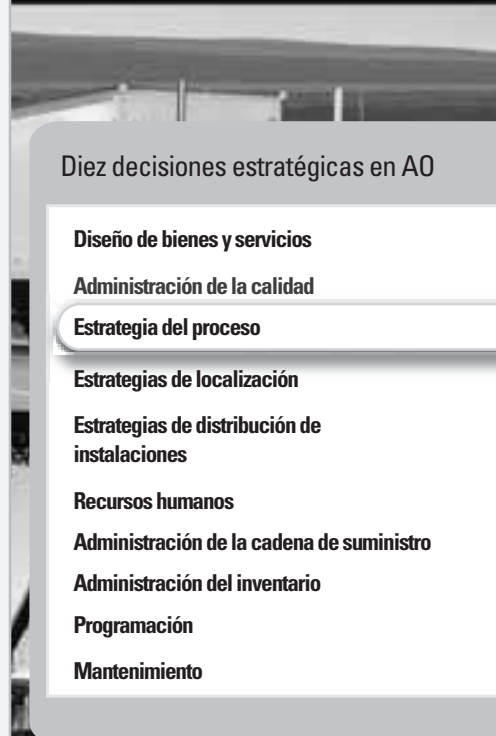 Diez decisiones estratégicas en AO
Diseño de bienes y servicios
Administración de la calidad
Estrategia del proceso
Estrategias de localización
Estrategias de distribución de
instalaciones
Recursos humanos
Administración de la cadena de suministro
Administración del inventario
Programación
Mantenimiento